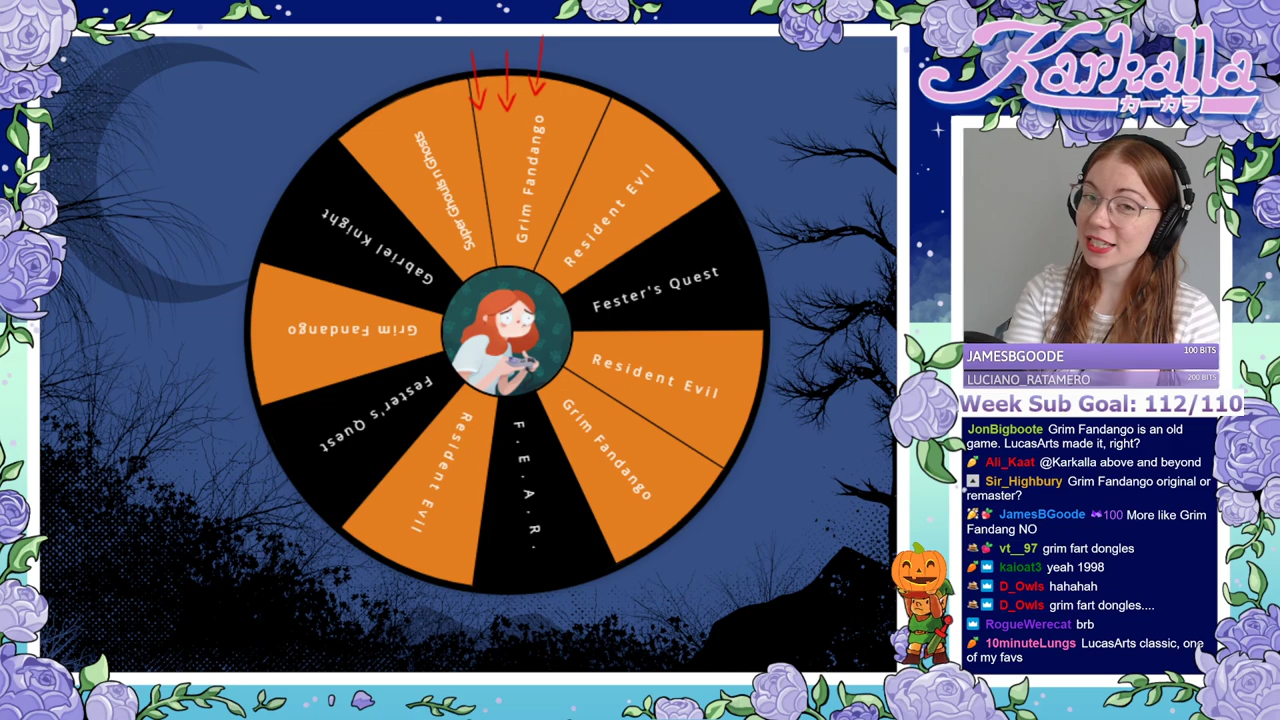 Super Ghouls n Ghosts
Grim Fandango
Resident Evil
Fester's Quest
Resident Evil
Grim Fandango
F.E.A.R.
Resident Evil
Fester's Quest
Grim Fandango
Gabriel Knight
Karkalla
カーカラ
JAMESBGOODE 100 BITS
LUCIANO_RATAMERO 200 BITS
Week Sub Goal: 112/110
JonBigboote Grim Fandango is an old
game. LucasArts made it, right?
Ali_Kaat @Karkalla above and beyond
Sir_Highbury Grim Fandango original or
remaster?
JamesBGoode 100 More like Grim
Fandang NO
vt__97 grim fart dongles
kaioat3 yeah 1998
D_Owls hahahah
D_Owls grim fart dongles....
RogueWerecat brb
10minuteLungs LucasArts classic, one
of my favs